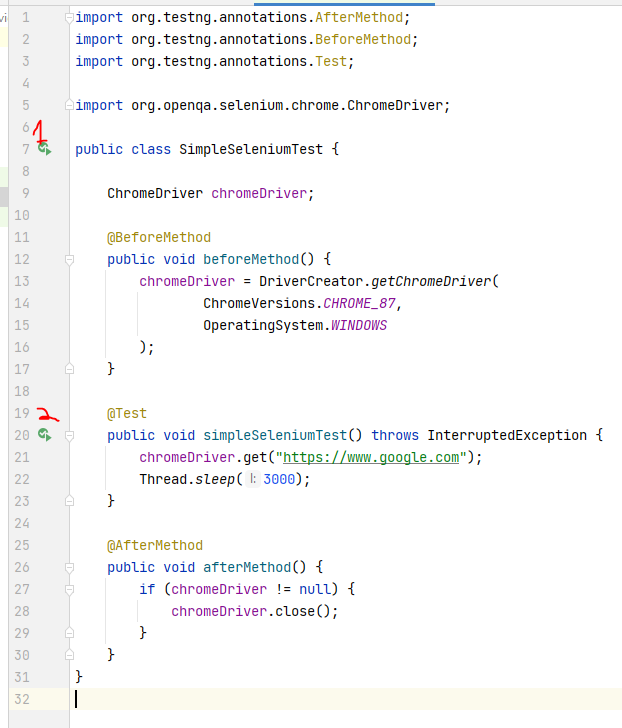 1 import org.testng.annotations.AfterMethod;
2 import org.testng.annotations.BeforeMethod;
3 import org.testng.annotations.Test;
4
5 import org.openqa.selenium.chrome.ChromeDriver;
6
1
7 public class SimpleSeleniumTest {
8
9     ChromeDriver chromeDriver;
10
11     @BeforeMethod
12     public void beforeMethod() {
13         chromeDriver = DriverCreator.getChromeDriver(
14                 ChromeVersions.CHROME_87,
15                 OperatingSystem.WINDOWS
16         );
17     }
18
19 2     @Test
20     public void simpleSeleniumTest() throws InterruptedException {
21         chromeDriver.get("https://www.google.com");
22         Thread.sleep( l: 3000);
23     }
24
25     @AfterMethod
26     public void afterMethod() {
27         if (chromeDriver != null) {
28             chromeDriver.close();
29         }
30     }
31 }
32